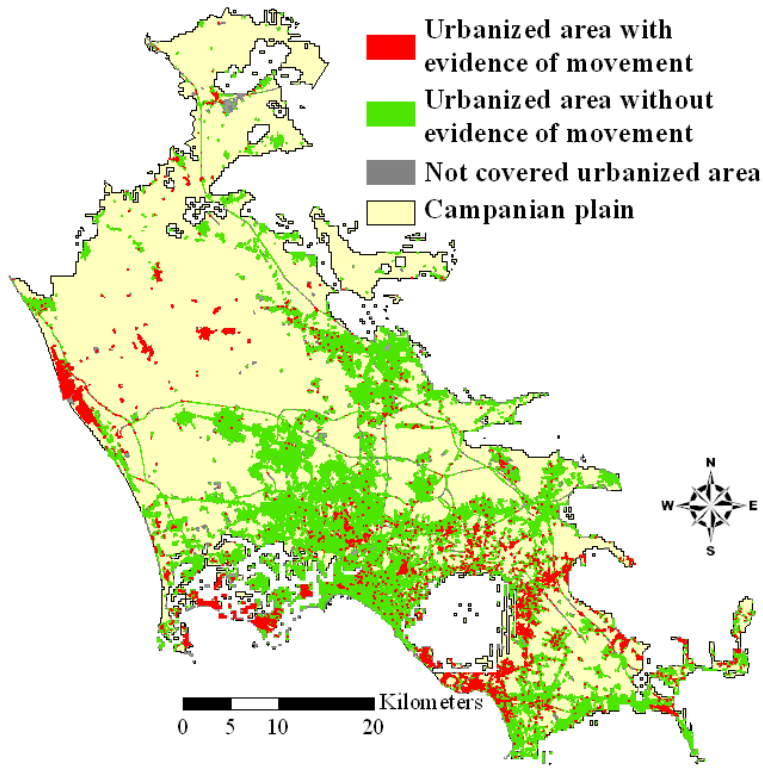 Urbanized area with
evidence of movement
Urbanized area without
evidence of movement
Not covered urbanized area
Campanian plain
N
W E
S
Kilometers
0 5 10 20